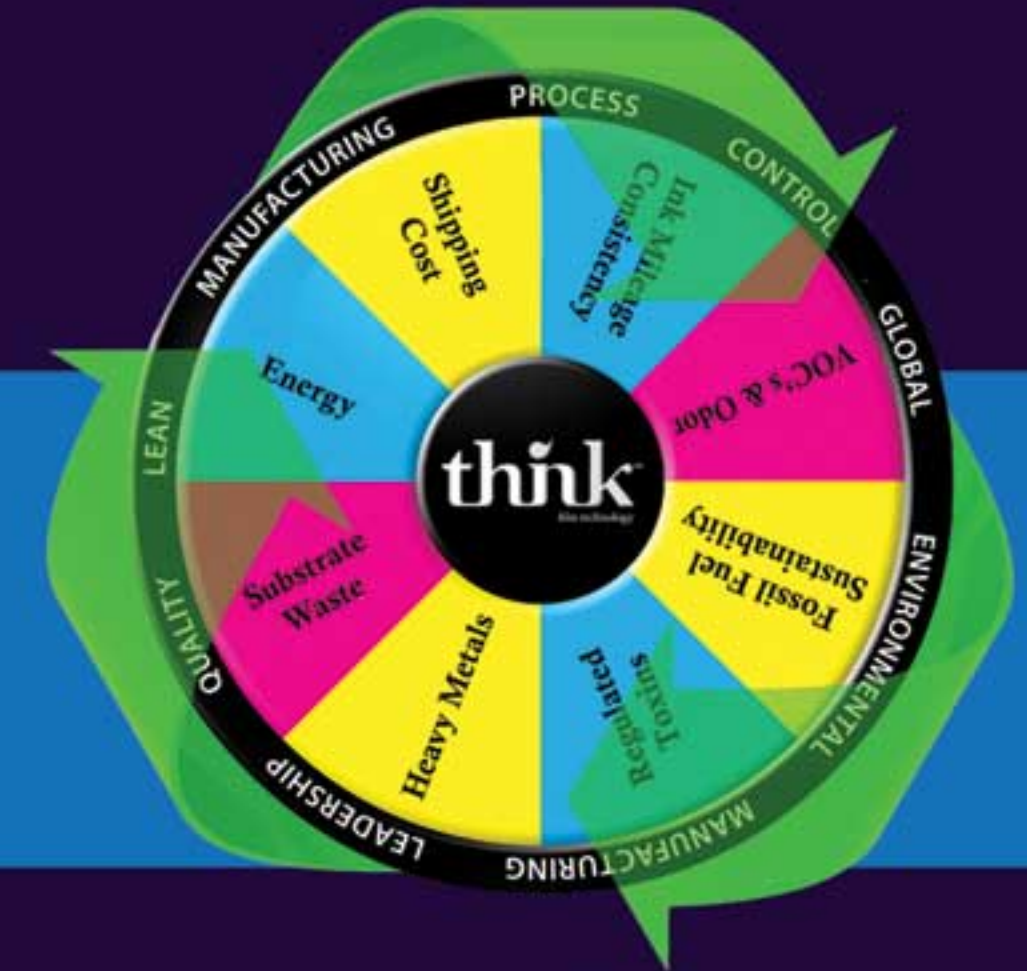 PROCESS
CONTROL
GLOBAL
ENVIRONMENTAL
MANUFACTURING
LEADERSHIP
QUALITY
LEAN
MANUFACTURING
Ink Mileage
Consistency
VOC's & Odor
Fossil Fuel
Sustainability
Regulated
Toxins
Heavy Metals
Substrate
Waste
Energy
Shipping
Cost
think™